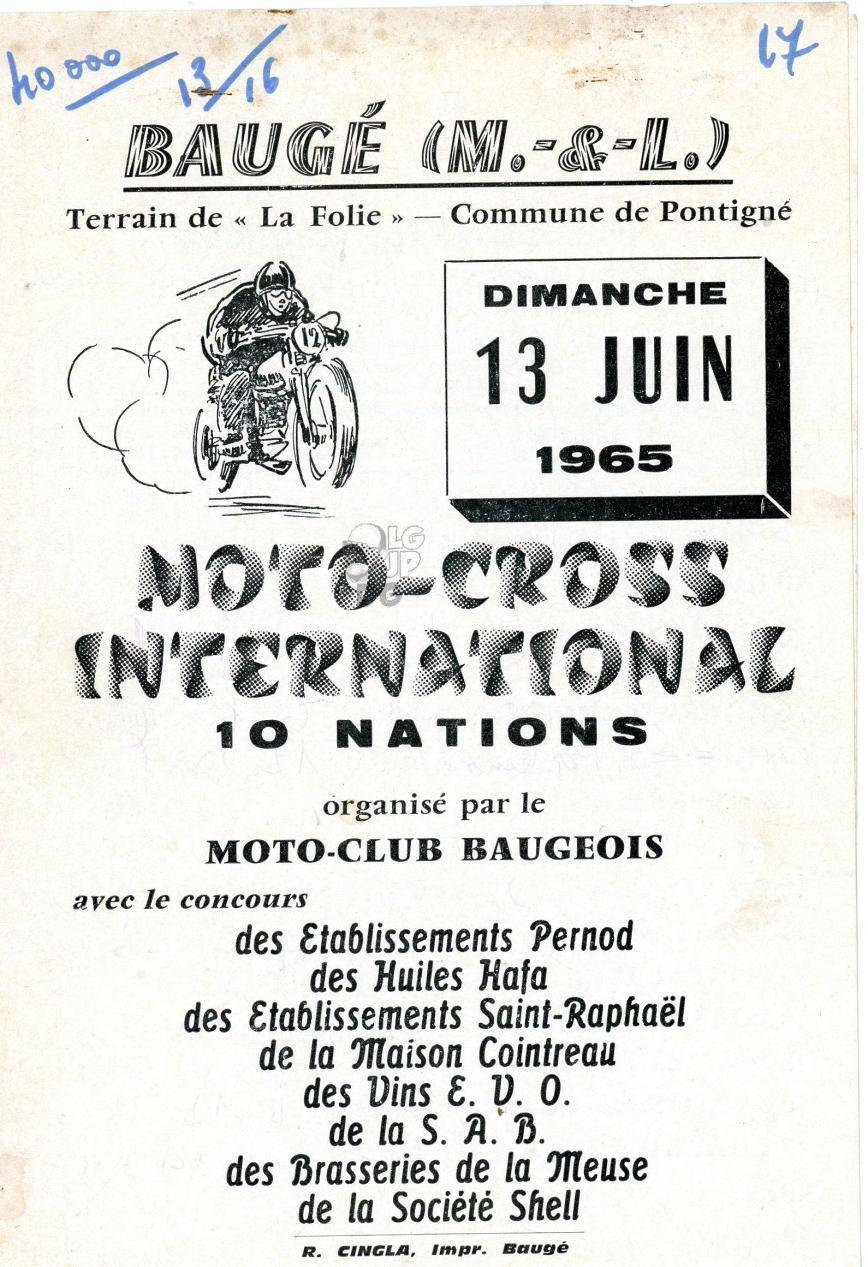 40 000
13/16
67
BAUGÉ (M.-&-L.)
Terrain de « La Folie » — Commune de Pontigné
DIMANCHE
13 JUIN
1965
12
MOTO-CROSS
INTERNATIONAL
10 NATIONS
organisé par le
MOTO-CLUB BAUGEOIS
avec le concours
des Etablissements Pernod
des Huiles Hafa
des Etablissements Saint-Raphaël
de la Maison Cointreau
des Vins E. V. O.
de la S. A. B.
des Brasseries de la Meuse
de la Société Shell
R. CINGLA, Impr. Baugé